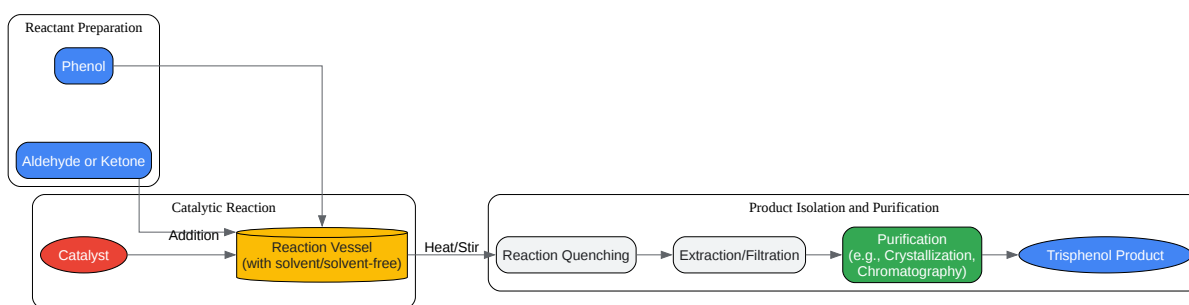 Reactant Preparation
Phenol
Aldehyde or Ketone
Catalytic Reaction
Addition
Catalyst
Reaction Vessel
(with solvent/solvent-free)
Heat/Stir
Product Isolation and Purification
Reaction Quenching
Extraction/Filtration
Purification
(e.g., Crystallization,
Chromatography)
Trisphenol Product